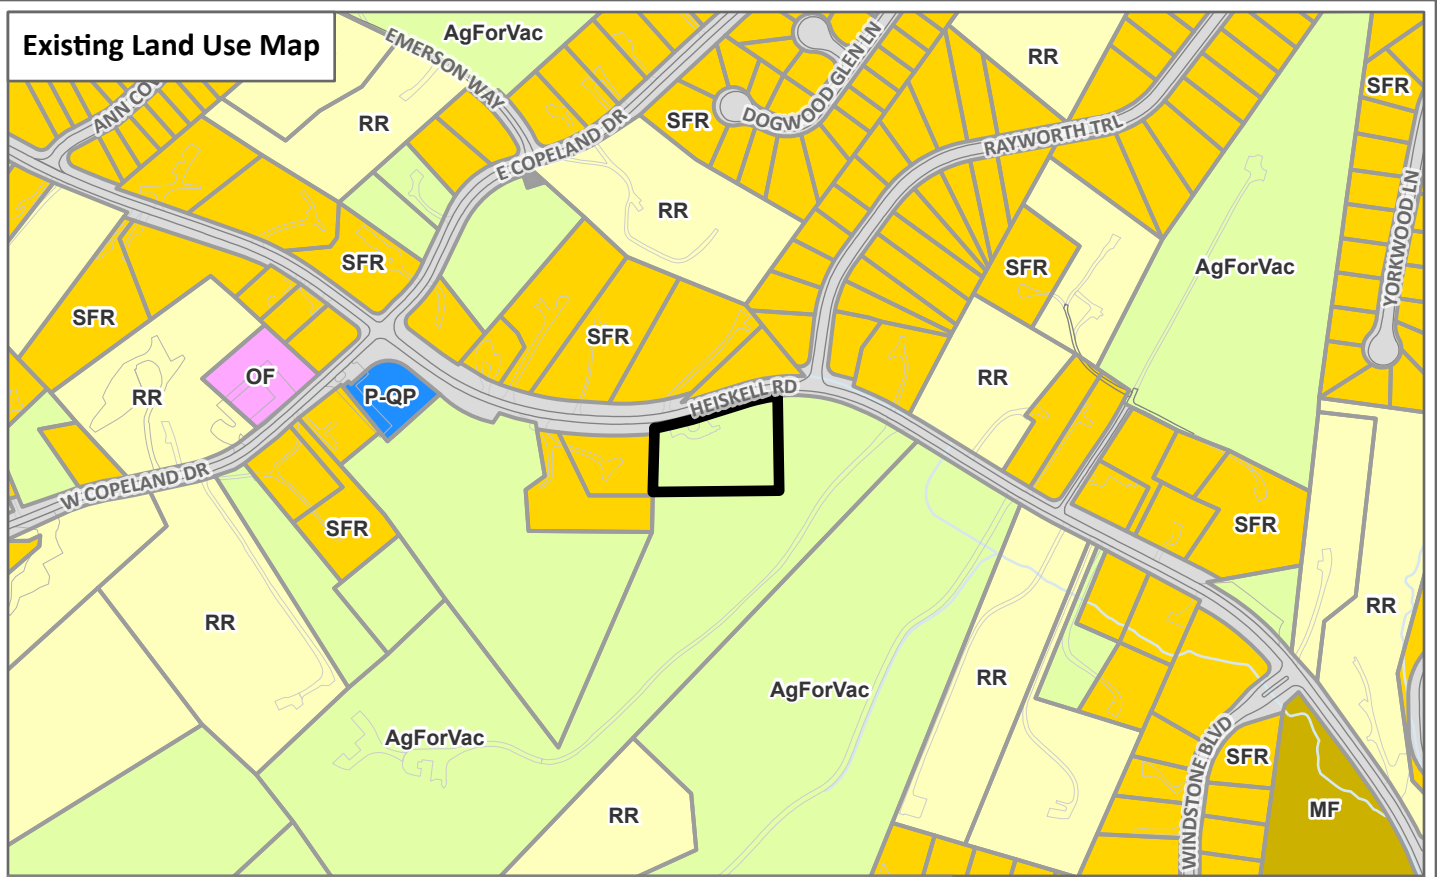 Existing Land Use Map
AgForVac
EMERSON WAY
DOGWOOD GLEN LN
RR
SFR
ANN CO
RR
E COPELAND DR
SFR
RAYWORTH TRL
RR
YORKWOOD LN
SFR
SFR
AgForVac
SFR
SFR
OF
RR
P-QP
HEISKELL RD
RR
W COPELAND DR
SFR
SFR
RR
RR
RR
AgForVac
AgForVac
WINDSTONE BLVD
SFR
RR
MF